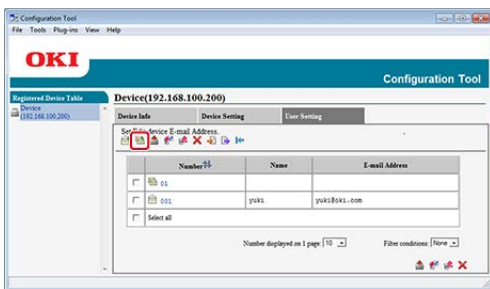 Configuration Tool
File Tools Plug-ins View Help
OKI
Configuration Tool
Registered Device Table
Device
(192.168.100.200)
Device(192.168.100.200)
Device Info Device Setting User Setting
Set/Edit device E-mail Address.
Number Name E-mail Address
01
001 yuki yuki@oki.com
Select all
Number displayed on 1 page: 10 Filter conditions: None